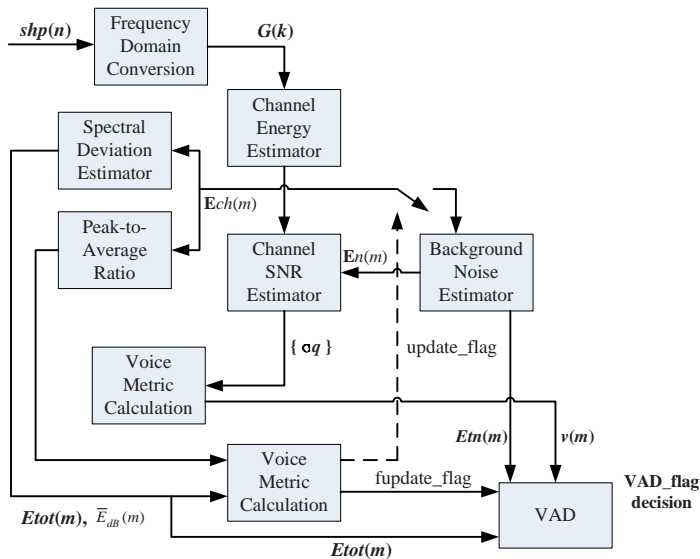 shp(n)
Frequency
Domain
Conversion
G(k)
Channel
Energy
Estimator
Spectral
Deviation
Estimator
Ech(m)
Peak-to-
Average
Ratio
Channel
SNR
Estimator
En(m)
Background
Noise
Estimator
{ σq }
update_flag
Voice
Metric
Calculation
Etn(m)
v(m)
Voice
Metric
Calculation
fupdate_flag
VAD
VAD_flag
decision
Etot(m), E̅dB(m)
Etot(m)